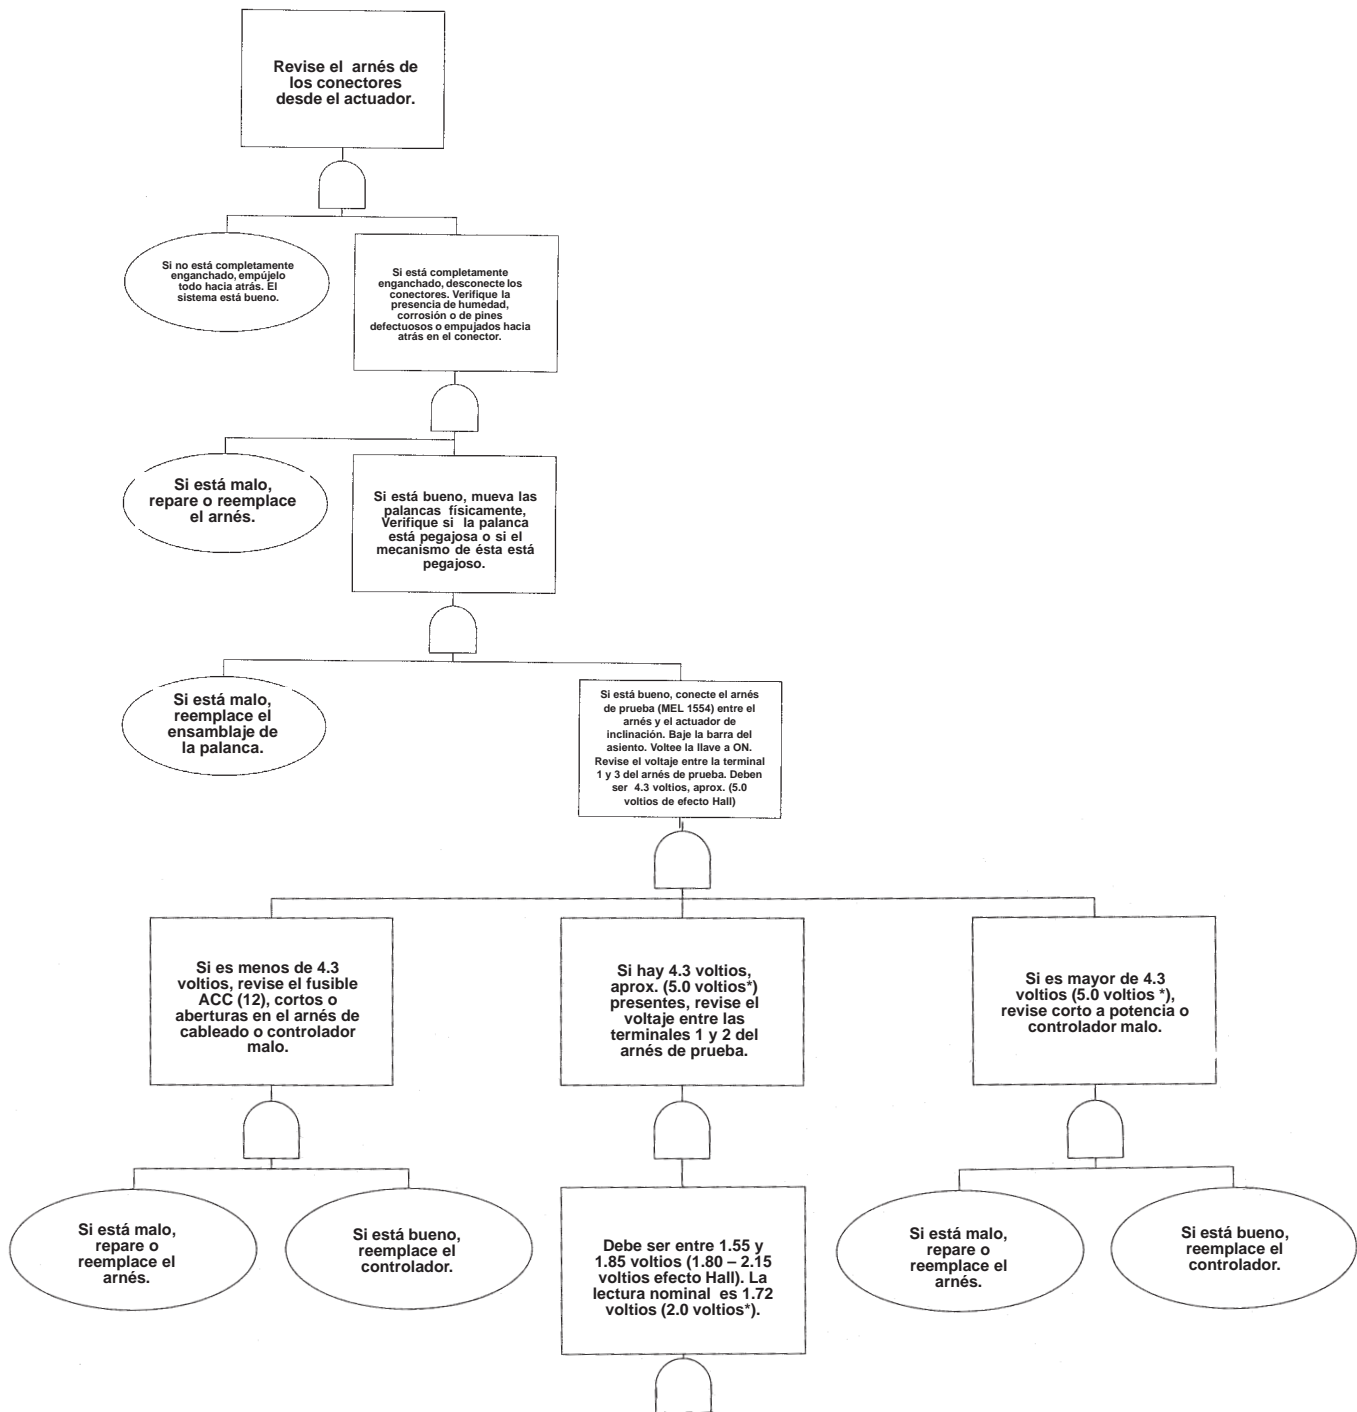 Revise el arnés de
los conectores
desde el actuador.
Si no está completamente
enganchado, empújelo
todo hacia atrás. El
sistema está bueno.
Si está completamente
enganchado, desconecte los
conectores. Verifique la
presencia de humedad,
corrosión o de pines
defectuosos o empujados hacia
atrás en el conector.
Si está malo,
repare o reemplace
el arnés.
Si está bueno, mueva las
palancas físicamente,
Verifique si la palanca
está pegajosa o si el
mecanismo de ésta está
pegajoso.
Si está malo,
reemplace el
ensamblaje de
la palanca.
Si está bueno, conecte el arnés
de prueba (MEL 1554) entre el
arnés y el actuador de
inclinación. Baje la barra del
asiento. Voltee la llave a ON.
Revise el voltaje entre la terminal
1 y 3 del arnés de prueba. Deben
ser 4.3 voltios, aprox. (5.0
voltios de efecto Hall)
Si es menos de 4.3
voltios, revise el fusible
ACC (12), cortos o
aberturas en el arnés de
cableado o controlador
malo.
Si hay 4.3 voltios,
aprox. (5.0 voltios*)
presentes, revise el
voltaje entre las
terminales 1 y 2 del
arnés de prueba.
Si es mayor de 4.3
voltios (5.0 voltios *),
revise corto a potencia o
controlador malo.
Si está malo,
repare o
reemplace el
arnés.
Si está bueno,
reemplace el
controlador.
Debe ser entre 1.55 y
1.85 voltios (1.80 – 2.15
voltios efecto Hall). La
lectura nominal es 1.72
voltios (2.0 voltios*).
Si está malo,
repare o
reemplace el
arnés.
Si está bueno,
reemplace el
controlador.